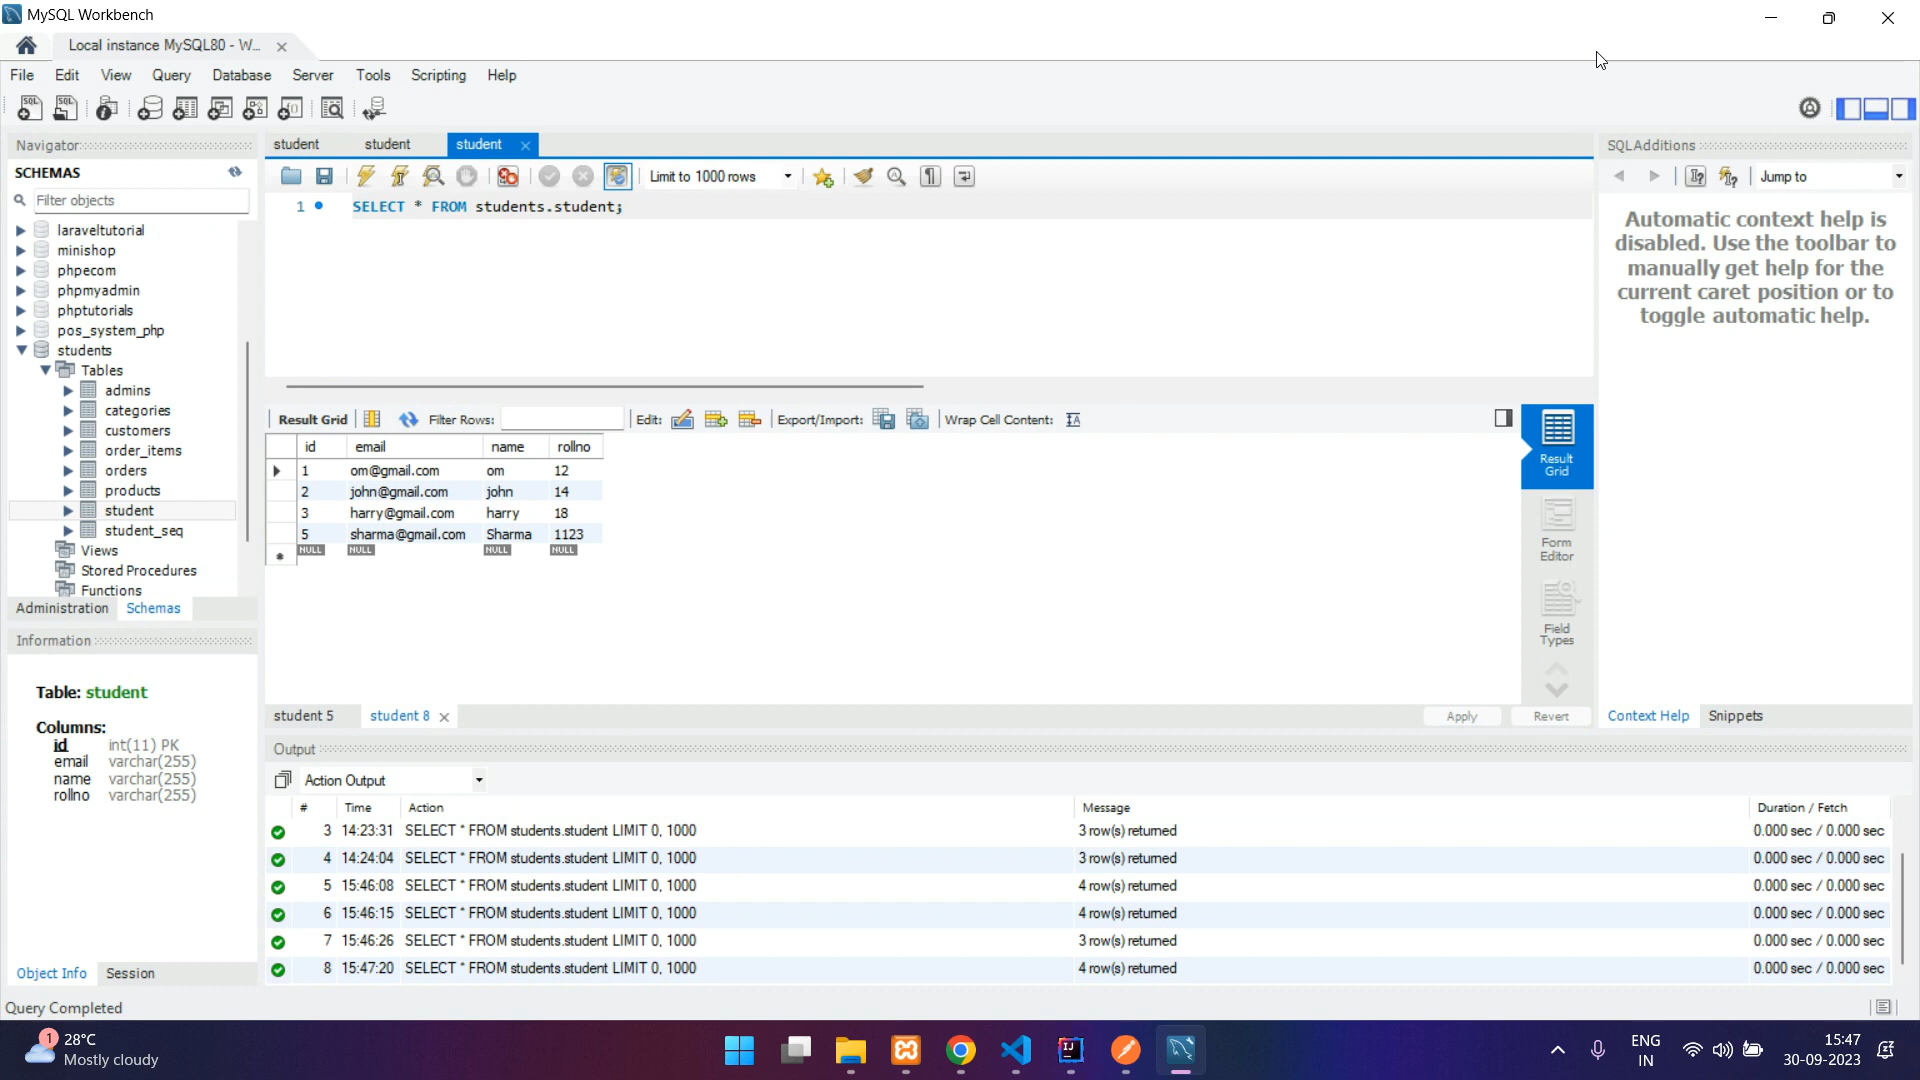 MySQL Workbench
Local instance MySQL80 - W...
File Edit View Query Database Server Tools Scripting Help
Navigator
SCHEMAS
Filter objects
laraveltutorial
minishop
phpecom
phpmyadmin
phptutorials
pos_system_php
students
Tables
admins
categories
customers
order_items
orders
products
student
student_seq
Views
Stored Procedures
Functions
Administration Schemas
Information
Table: student
Columns:
id int(11) PK
email varchar(255)
name varchar(255)
rollno varchar(255)
Object Info Session
student student student
Limit to 1000 rows
1 SELECT * FROM students.student;
Result Grid Filter Rows: Edit: Export/Import: Wrap Cell Content:
id email name rollno
1 om@gmail.com om 12
2 john@gmail.com john 14
3 harry@gmail.com harry 18
5 sharma@gmail.com Sharma 1123
NULL NULL NULL NULL
Result
Grid
Form
Editor
Field
Types
student 5 student 8 Apply Revert
SQLAdditions
Jump to
Automatic context help is
disabled. Use the toolbar to
manually get help for the
current caret position or to
toggle automatic help.
Context Help Snippets
Output
Action Output
# Time Action Message Duration / Fetch
3 14:23:31 SELECT * FROM students.student LIMIT 0, 1000 3 row(s) returned 0.000 sec / 0.000 sec
4 14:24:04 SELECT * FROM students.student LIMIT 0, 1000 3 row(s) returned 0.000 sec / 0.000 sec
5 15:46:08 SELECT * FROM students.student LIMIT 0, 1000 4 row(s) returned 0.000 sec / 0.000 sec
6 15:46:15 SELECT * FROM students.student LIMIT 0, 1000 4 row(s) returned 0.000 sec / 0.000 sec
7 15:46:26 SELECT * FROM students.student LIMIT 0, 1000 3 row(s) returned 0.000 sec / 0.000 sec
8 15:47:20 SELECT * FROM students.student LIMIT 0, 1000 4 row(s) returned 0.000 sec / 0.000 sec
Query Completed
1 28°C
Mostly cloudy
ENG
IN
15:47
30-09-2023